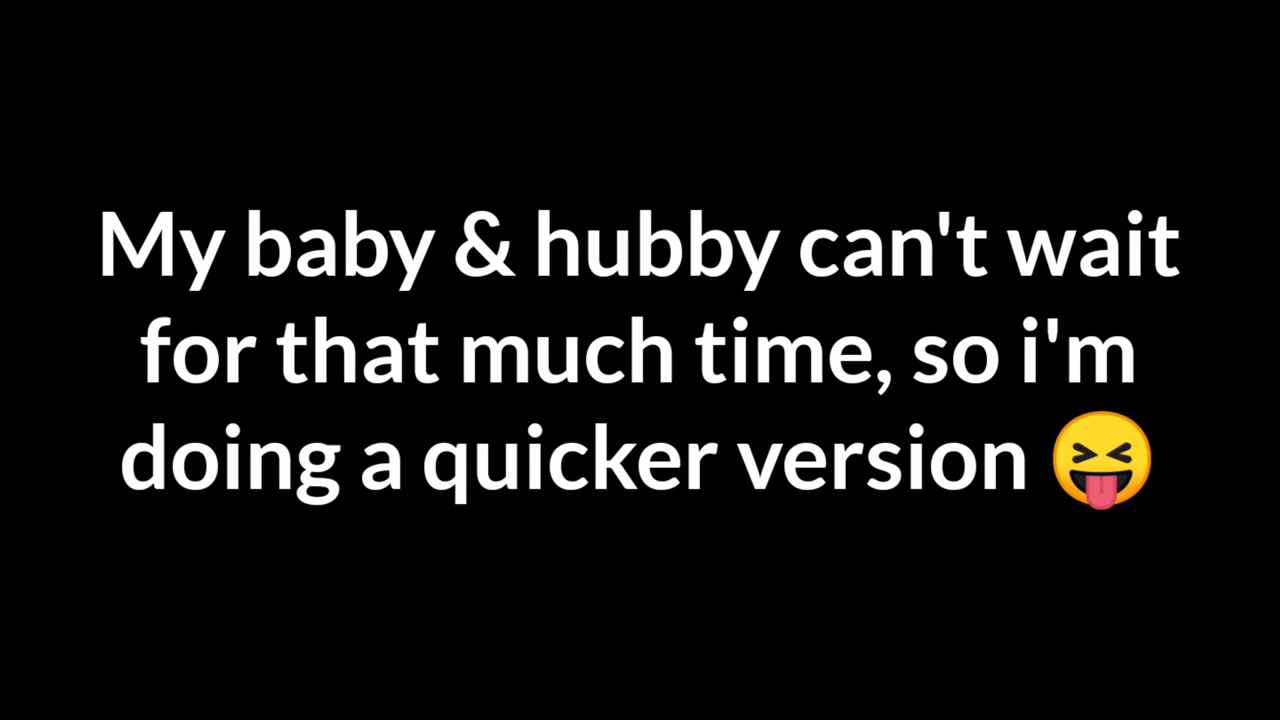 My baby & hubby can't wait
for that much time, so i'm
doing a quicker version 😝